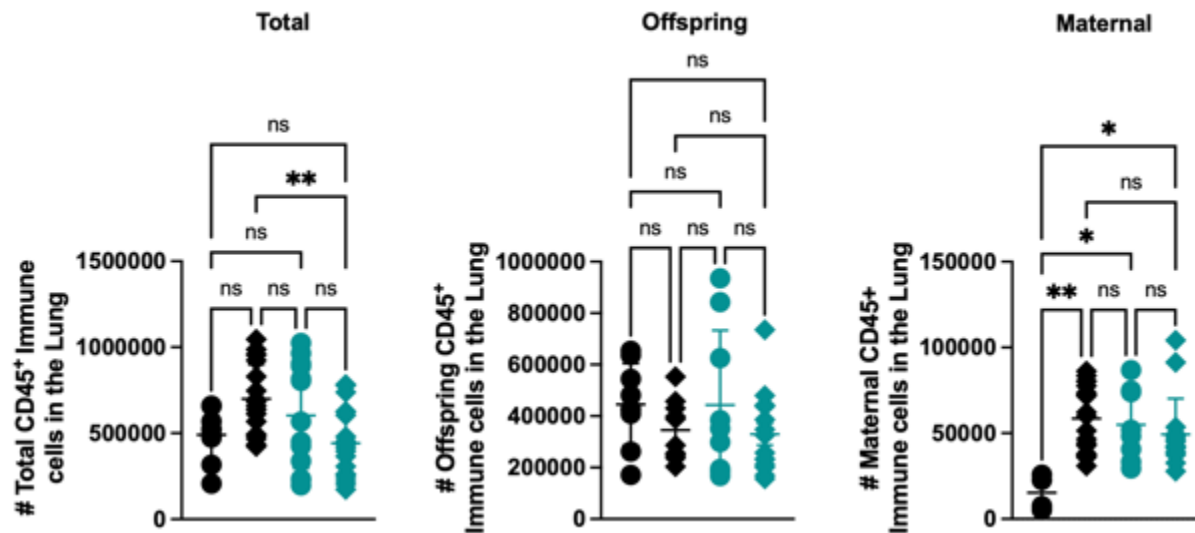 Total
# Total CD45+ Immune
cells in the Lung
1500000
1000000
500000
0
ns
**
ns
ns
ns
ns
Offspring
# Offspring CD45+
Immune cells in the Lung
1000000
800000
600000
400000
200000
0
ns
ns
ns
ns
ns
ns
Maternal
# Maternal CD45+
Immune cells in the Lung
150000
100000
50000
0
*
ns
*
**
ns
ns